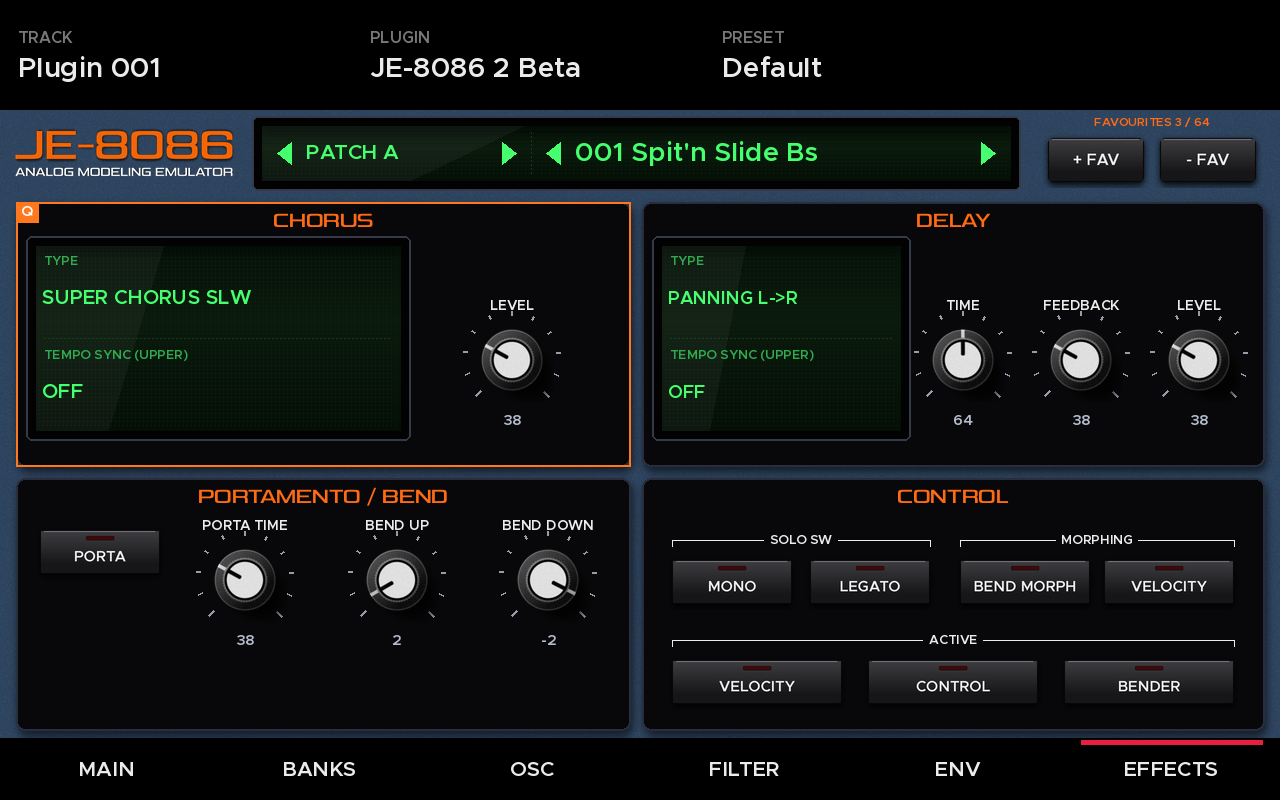 TRACK
Plugin 001
PLUGIN
JE-8086 2 Beta
PRESET
Default
JE-8086
ANALOG MODELING EMULATOR
PATCH A
001 Spit'n Slide Bs
FAVOURITES 3 / 64
+ FAV
- FAV
Q
CHORUS
TYPE
SUPER CHORUS SLW
TEMPO SYNC (UPPER)
OFF
LEVEL
38
DELAY
TYPE
PANNING L->R
TEMPO SYNC (UPPER)
OFF
TIME
64
FEEDBACK
38
LEVEL
38
PORTAMENTO / BEND
PORTA
PORTA TIME
38
BEND UP
2
BEND DOWN
-2
CONTROL
SOLO SW
MONO
LEGATO
MORPHING
BEND MORPH
VELOCITY
ACTIVE
VELOCITY
CONTROL
BENDER
MAIN
BANKS
OSC
FILTER
ENV
EFFECTS